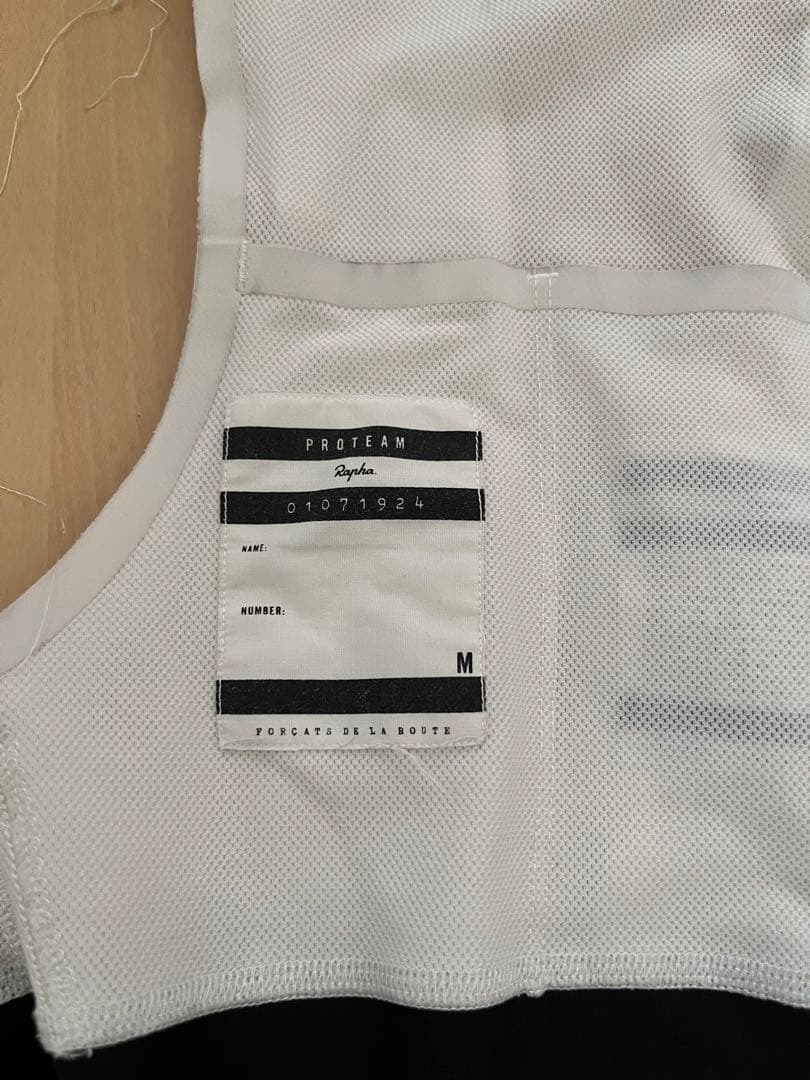 PROTEAM
Rapha.
01071924
NAME:
NUMBER:
M
FORÇATS DE LA ROUTE